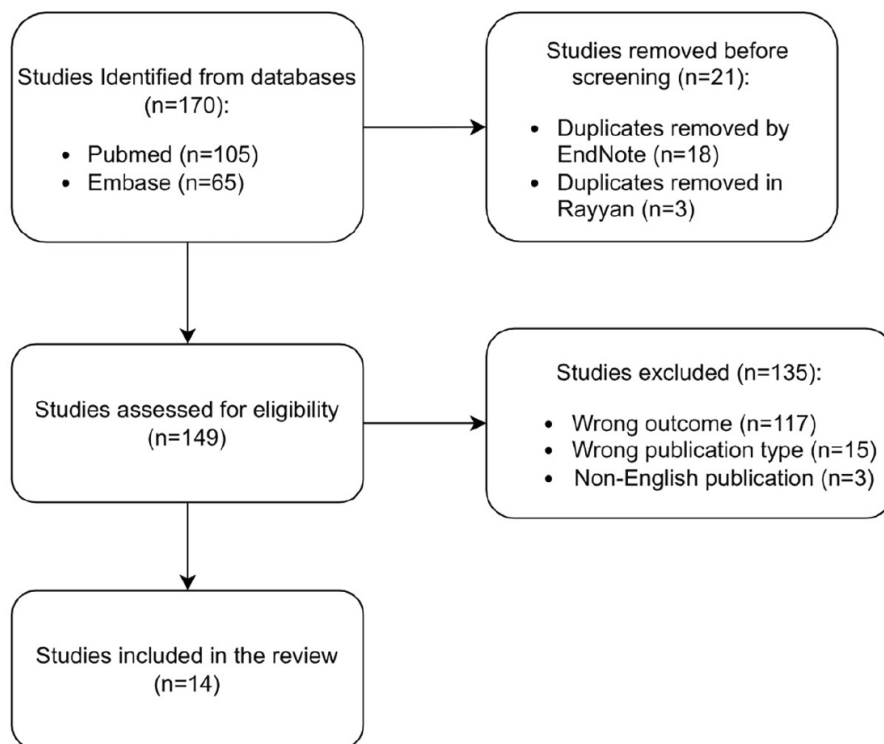 Studies Identified from databases
(n=170):
• Pubmed (n=105)
• Embase (n=65)
Studies removed before
screening (n=21):
• Duplicates removed by
EndNote (n=18)
• Duplicates removed in
Rayyan (n=3)
Studies assessed for eligibility
(n=149)
Studies excluded (n=135):
• Wrong outcome (n=117)
• Wrong publication type (n=15)
• Non-English publication (n=3)
Studies included in the review
(n=14)